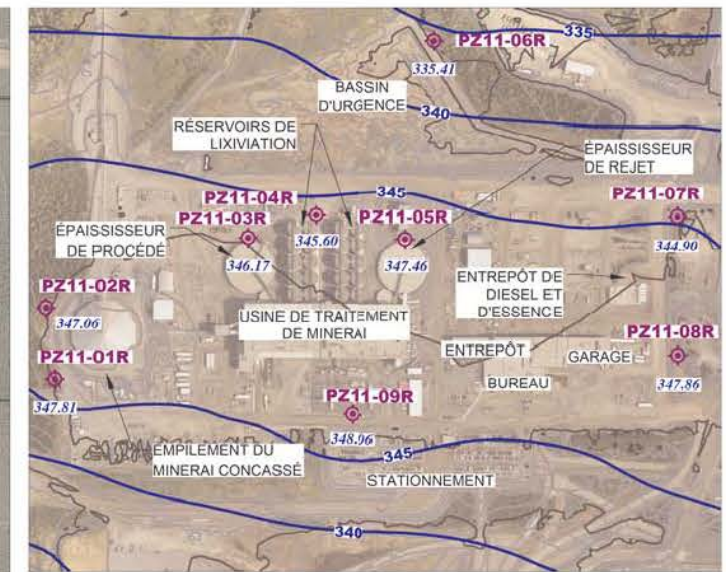 335
PZ11-06R
335.41
BASSIN
D'URGENCE
340
RÉSERVOIRS DE
LIXIVIATION
ÉPAISSISSEUR
DE REJET
PZ11-04R
345
PZ11-07R
ÉPAISSISSEUR
DE PROCÉDÉ
PZ11-03R
345.60
PZ11-05R
344.90
346.17
347.46
PZ11-02R
347.06
USINE DE TRAITEMENT
DE MINERAI
ENTREPÔT DE
DIESEL ET
D'ESSENCE
PZ11-01R
347.81
ENTREPÔT
GARAGE
PZ11-08R
347.86
BUREAU
PZ11-09R
348.06
EMPILEMENT DU
MINERAI CONCASSÉ
345
STATIONNEMENT
340